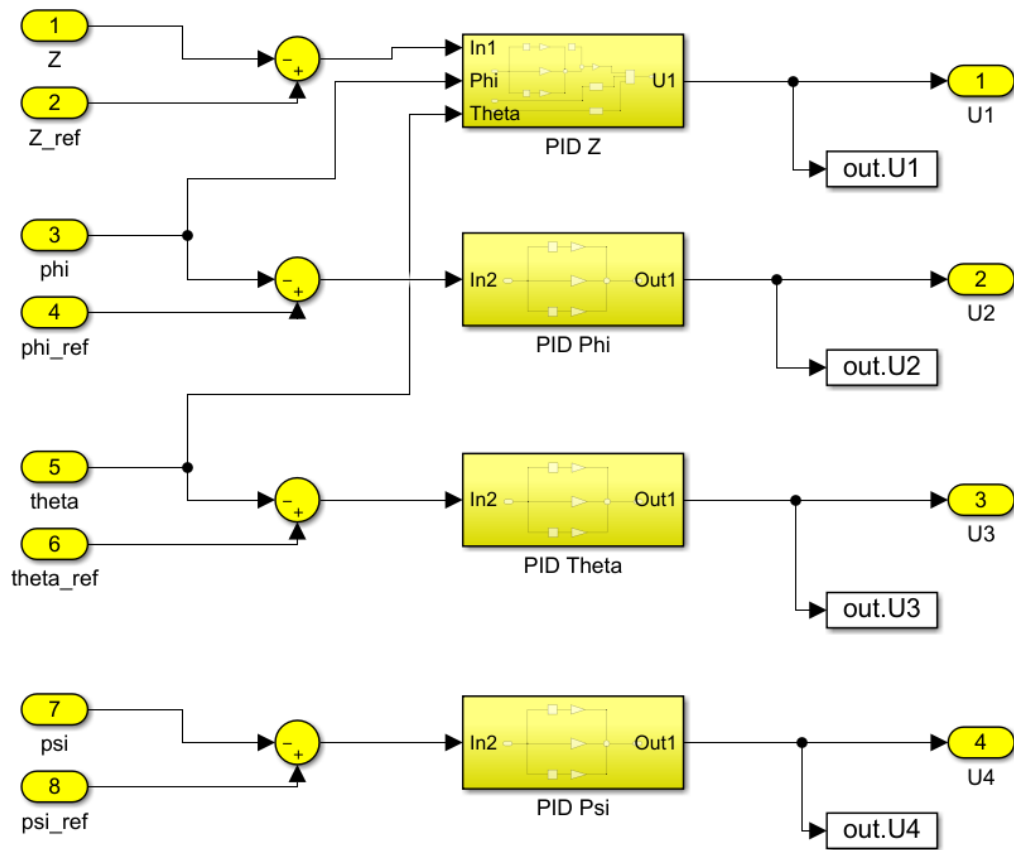 1
Z
2
Z_ref
−
+
In1
Phi
Theta
U1
PID Z
1
U1
out.U1
3
phi
4
phi_ref
−
+
In2
Out1
PID Phi
2
U2
out.U2
5
theta
6
theta_ref
−
+
In2
Out1
PID Theta
3
U3
out.U3
7
psi
8
psi_ref
−
+
In2
Out1
PID Psi
4
U4
out.U4